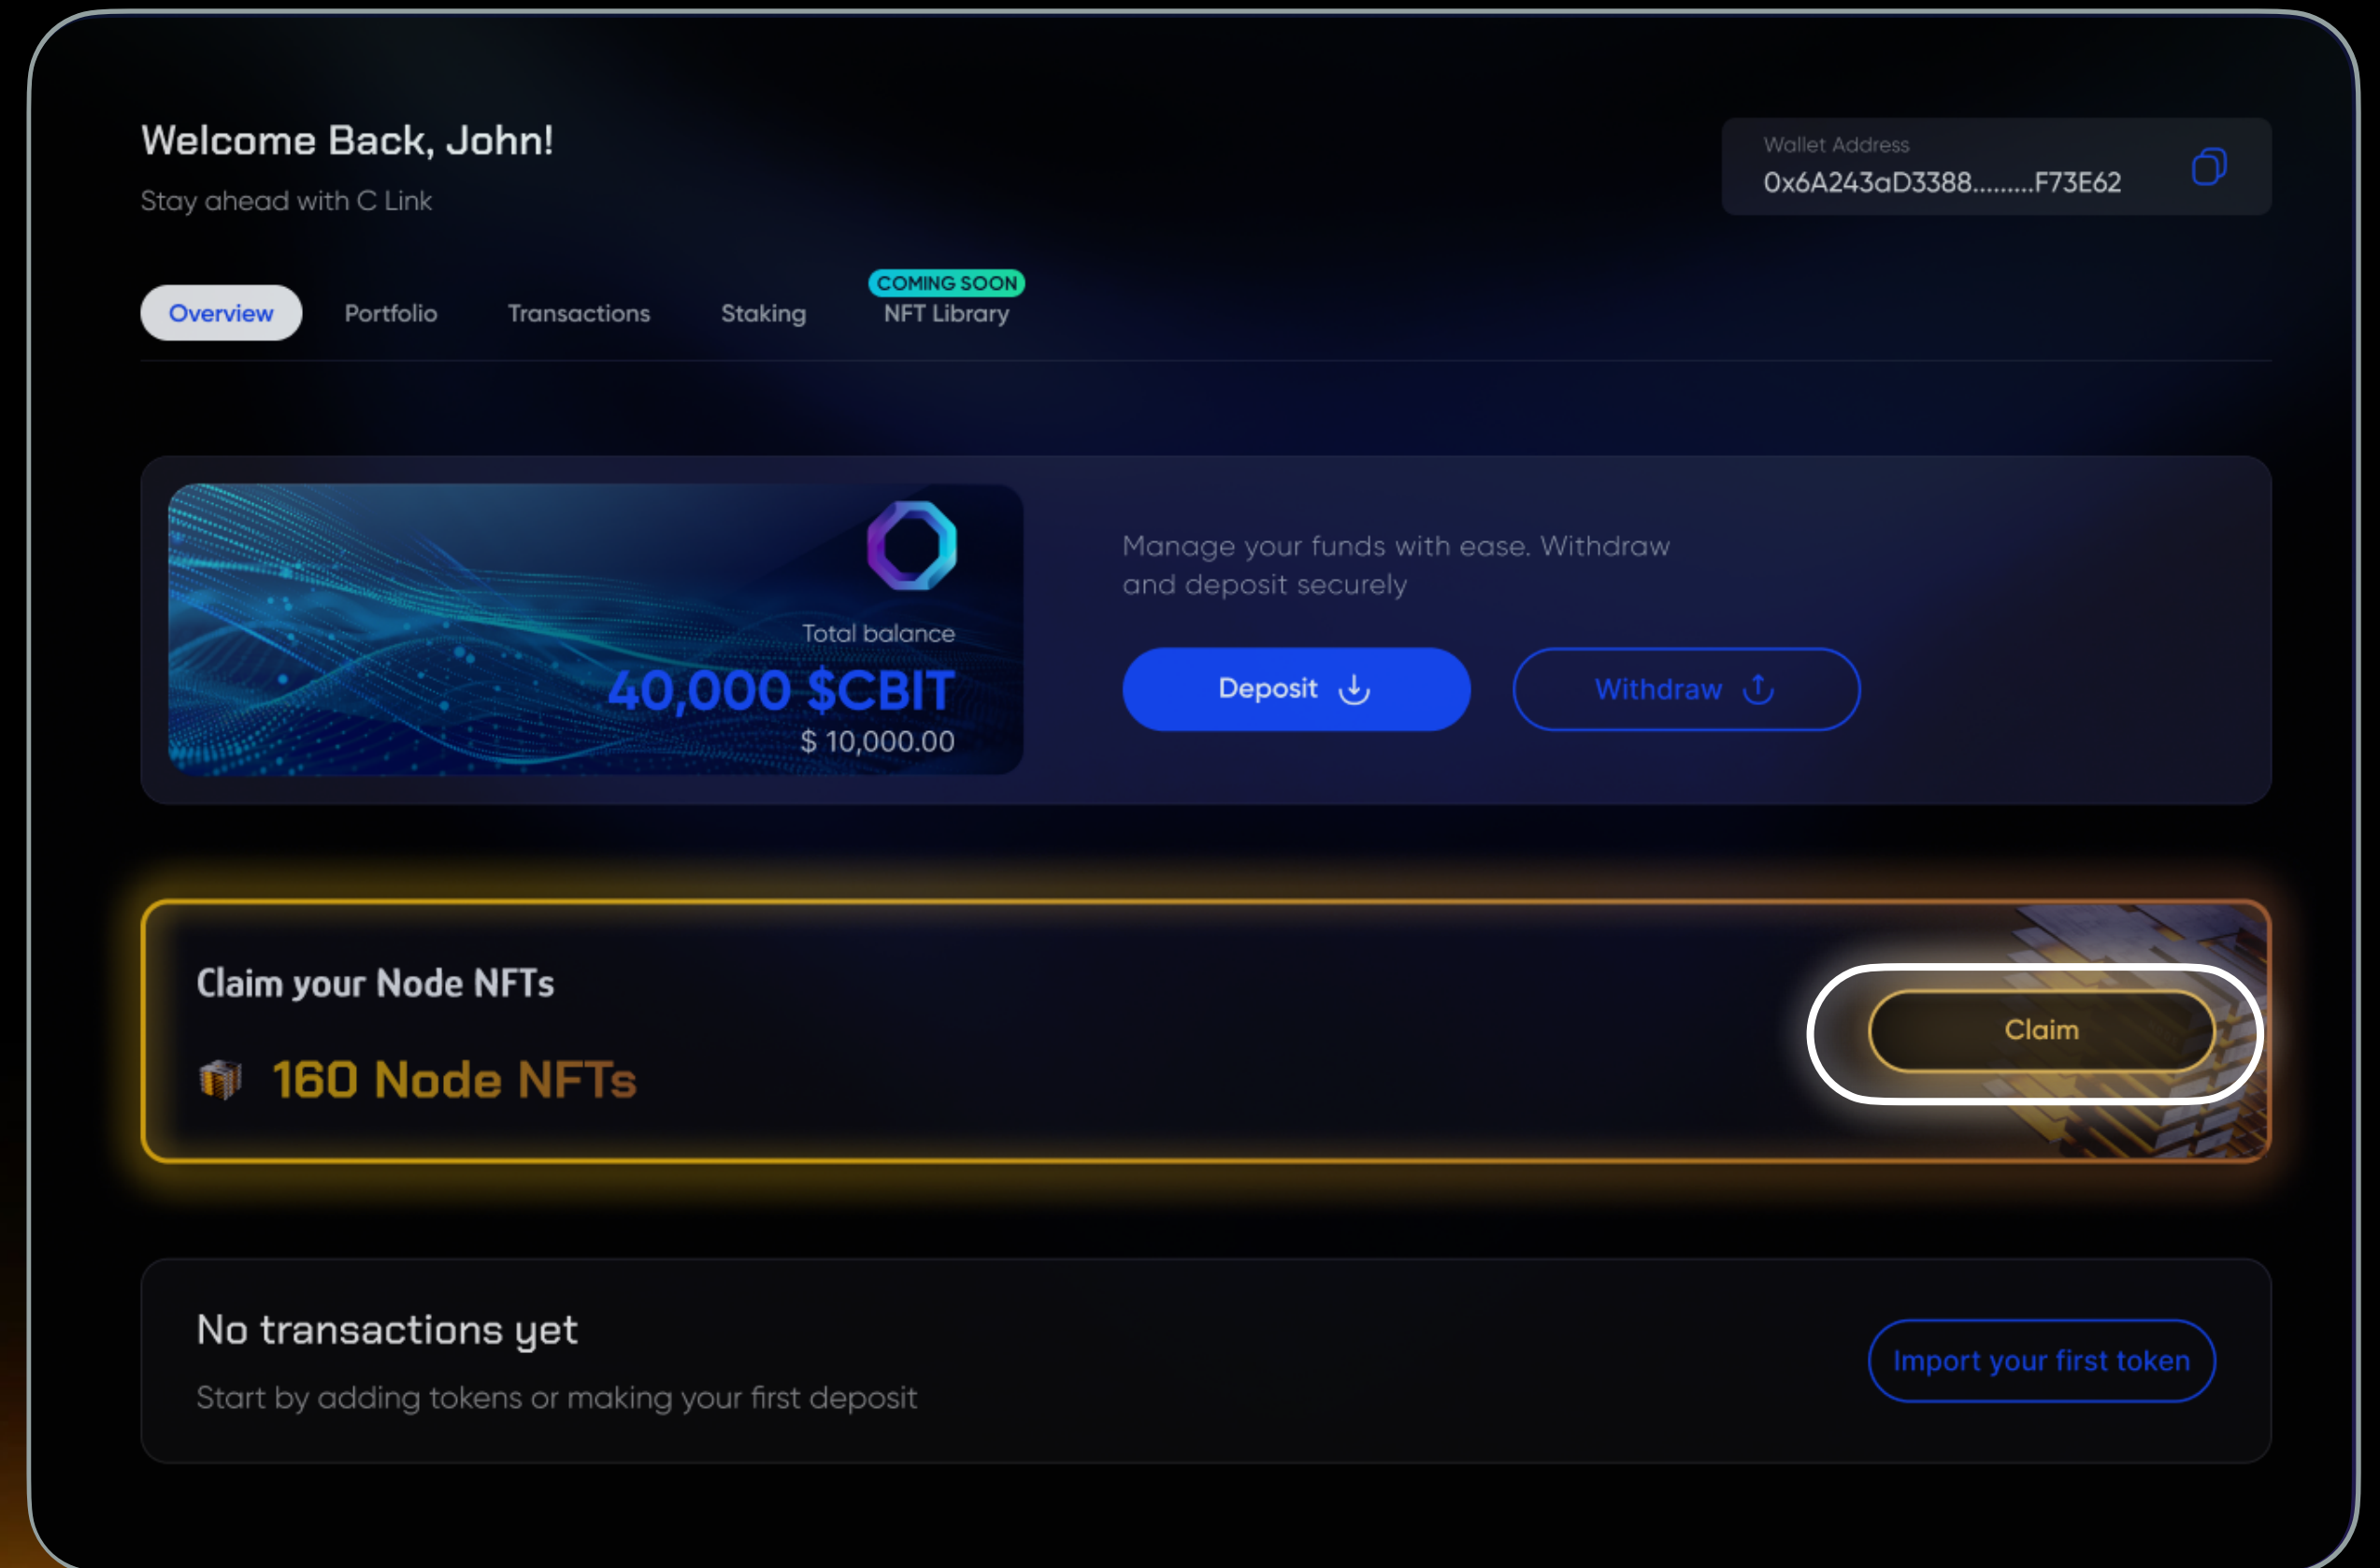 Welcome Back, John!
Stay ahead with C Link
Wallet Address
0x6A243aD3388.........F73E62
COMING SOON
Overview Portfolio Transactions Staking NFT Library
Manage your funds with ease. Withdraw
and deposit securely
Total balance
40,000 $CBIT
$ 10,000.00
Deposit
Withdraw
Claim your Node NFTs
160 Node NFTs
Claim
No transactions yet
Start by adding tokens or making your first deposit
Import your first token